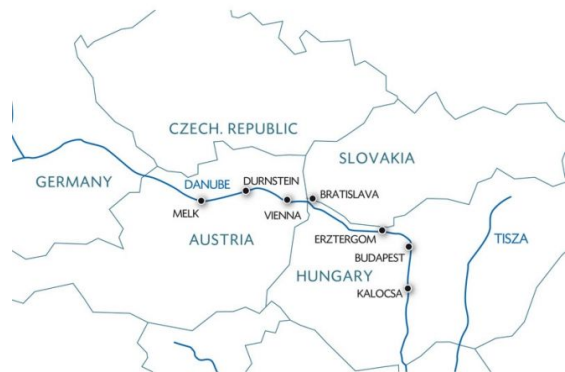 CZECH. REPUBLIC
SLOVAKIA
GERMANY
DANUBE
DURNSTEIN
BRATISLAVA
MELK
VIENNA
AUSTRIA
ERZTERGOM
TISZA
BUDAPEST
HUNGARY
KALOCSA